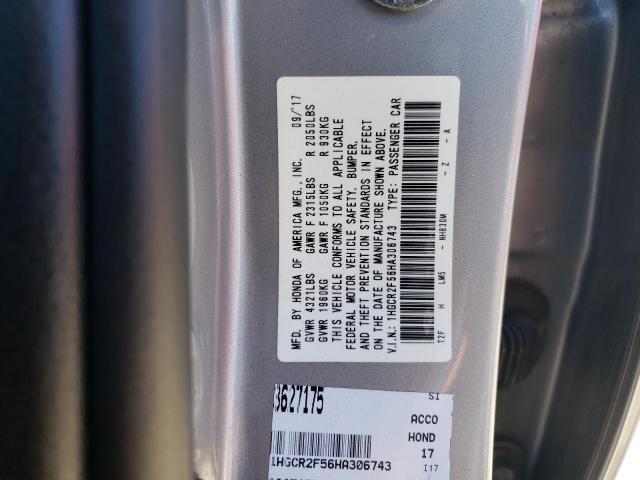 MFD. BY HONDA OF AMERICA MFG., INC. 09/'17
GVWR 4321LBS GAWR F 2315LBS R 2050LBS
GVWR 1960KG GAWR F 1050KG R 930KG
THIS VEHICLE CONFORMS TO ALL APPLICABLE
FEDERAL MOTOR VEHICLE SAFETY, BUMPER,
AND THEFT PREVENTION STANDARDS IN EFFECT
ON THE DATE OF MANUFACTURE SHOWN ABOVE.
V.I.N.: 1HGCR2F56HA306743 TYPE: PASSENGER CAR
T2F H LM5 - NH830M - Z - A
3627175
SI
ACCO
HOND
17
I17
1HGCR2F56HA306743